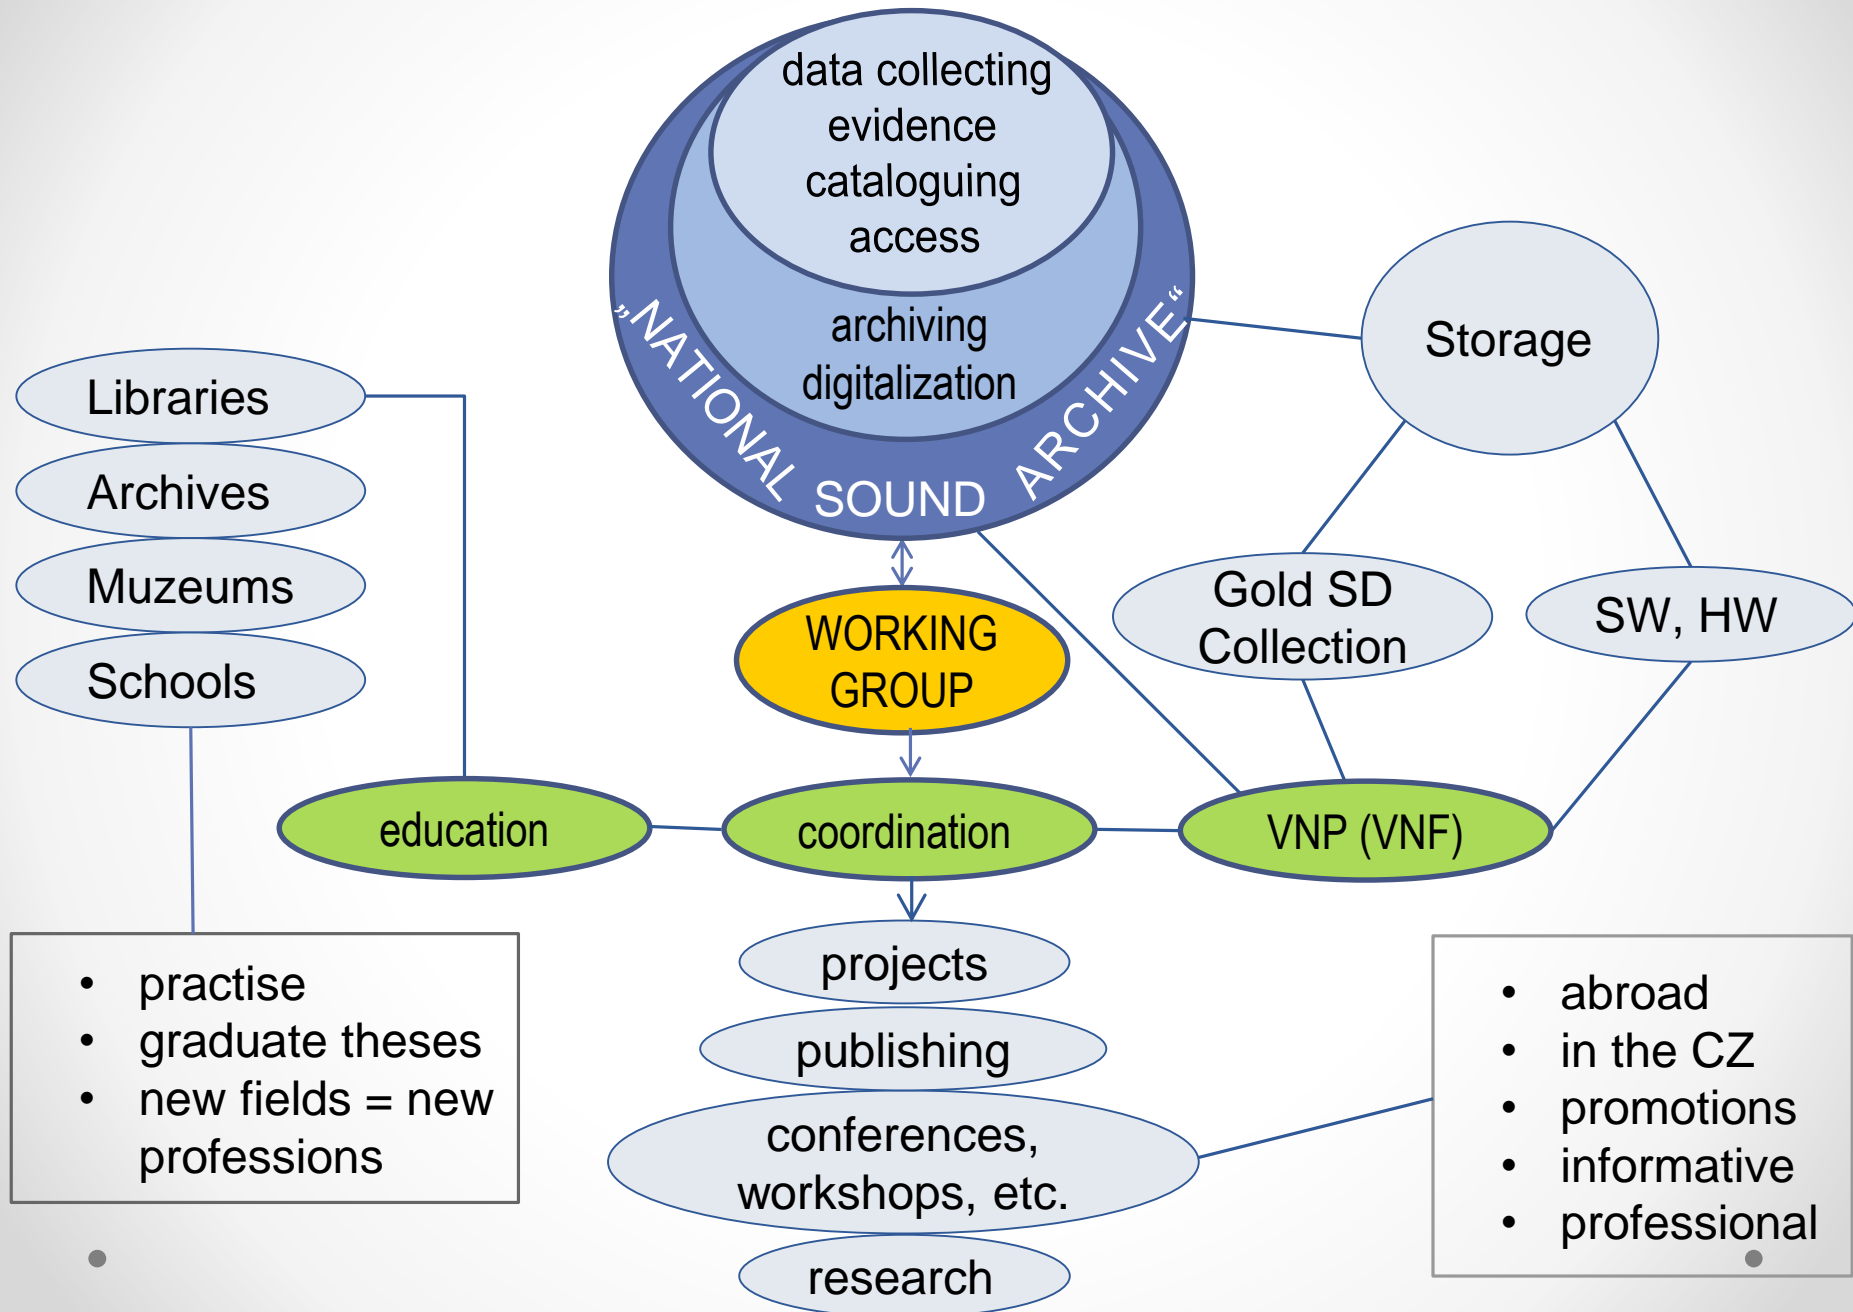 data collecting
evidence
cataloguing
access
archiving
digitalization
„NATIONAL SOUND ARCHIVE“
Storage
Libraries
Archives
Muzeums
Schools
Gold SD
Collection
SW, HW
WORKING
GROUP
education
coordination
VNP (VNF)
• practise
• graduate theses
• new fields = new
professions
projects
publishing
conferences,
workshops, etc.
research
• abroad
• in the CZ
• promotions
• informative
• professional